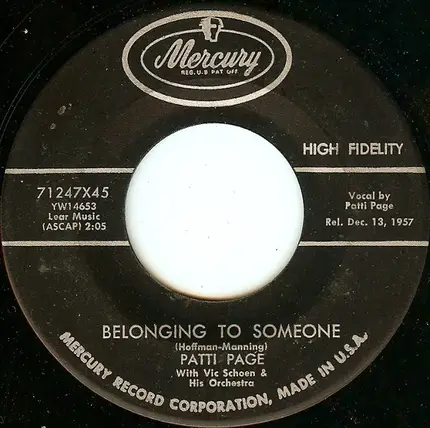 Mercury
REG. U.S. PAT OFF
HIGH FIDELITY
71247X45
YW14653
Lear Music
(ASCAP) 2:05
Vocal by
Patti Page
Rel. Dec. 13, 1957
BELONGING TO SOMEONE
(Hoffman-Manning)
PATTI PAGE
With Vic Schoen &
His Orchestra
MERCURY RECORD CORPORATION, MADE IN U.S.A.